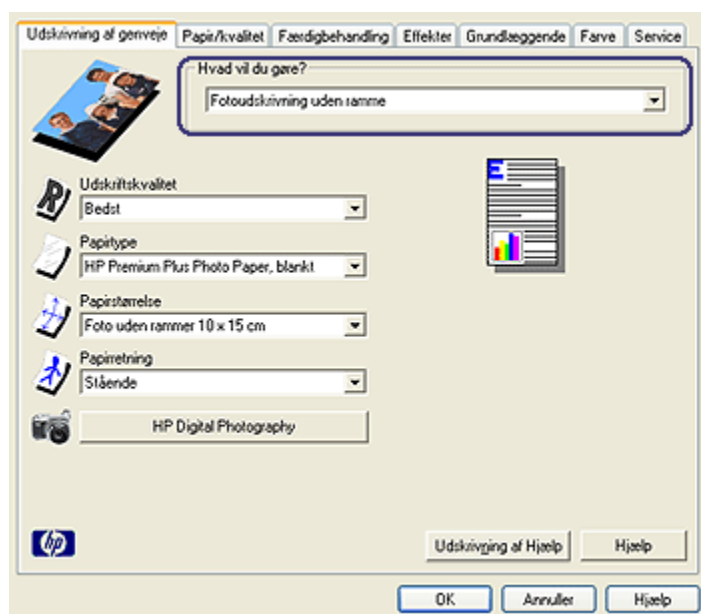 Udskrivning af genveje Papir/kvalitet Færdigbehandling Effekter Grundlæggende Farve Service
Hvad vil du gøre?
Fotoudskrivning uden ramme
Udskriftskvalitet
Bedst
Papirtype
HP Premium Plus Photo Paper, blankt
Papirstørrelse
Foto uden rammer 10 x 15 cm
Papirretning
Stående
HP Digital Photography
hp
Udskrivning af Hjælp Hjælp
OK Annuller Hjælp